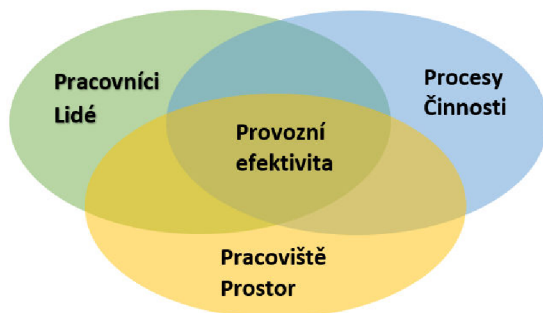 Pracovníci
Lidé
Procesy
Činnosti
Provozní
efektivita
Pracoviště
Prostor